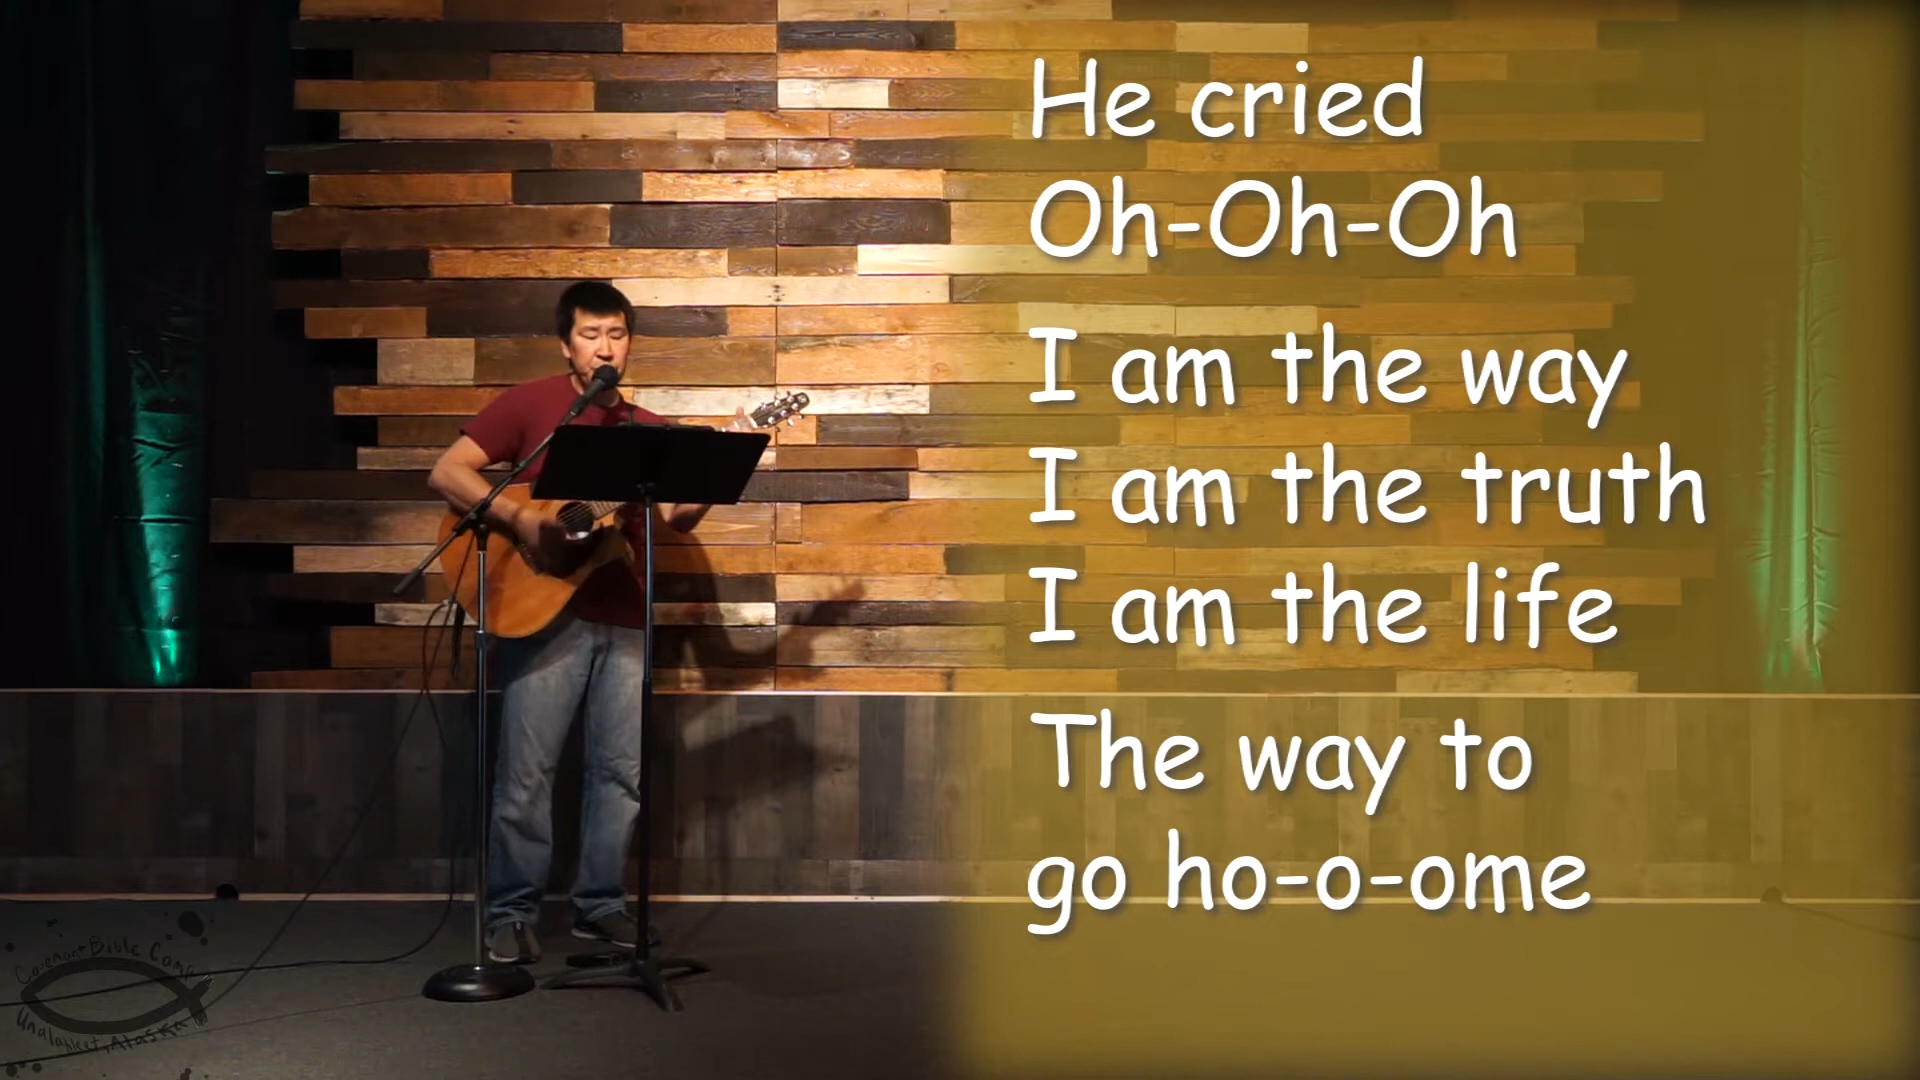 He cried
Oh-Oh-Oh
I am the way
I am the truth
I am the life
The way to
go ho-o-ome
Covenant Bible Camp
Unalakleet, Alaska